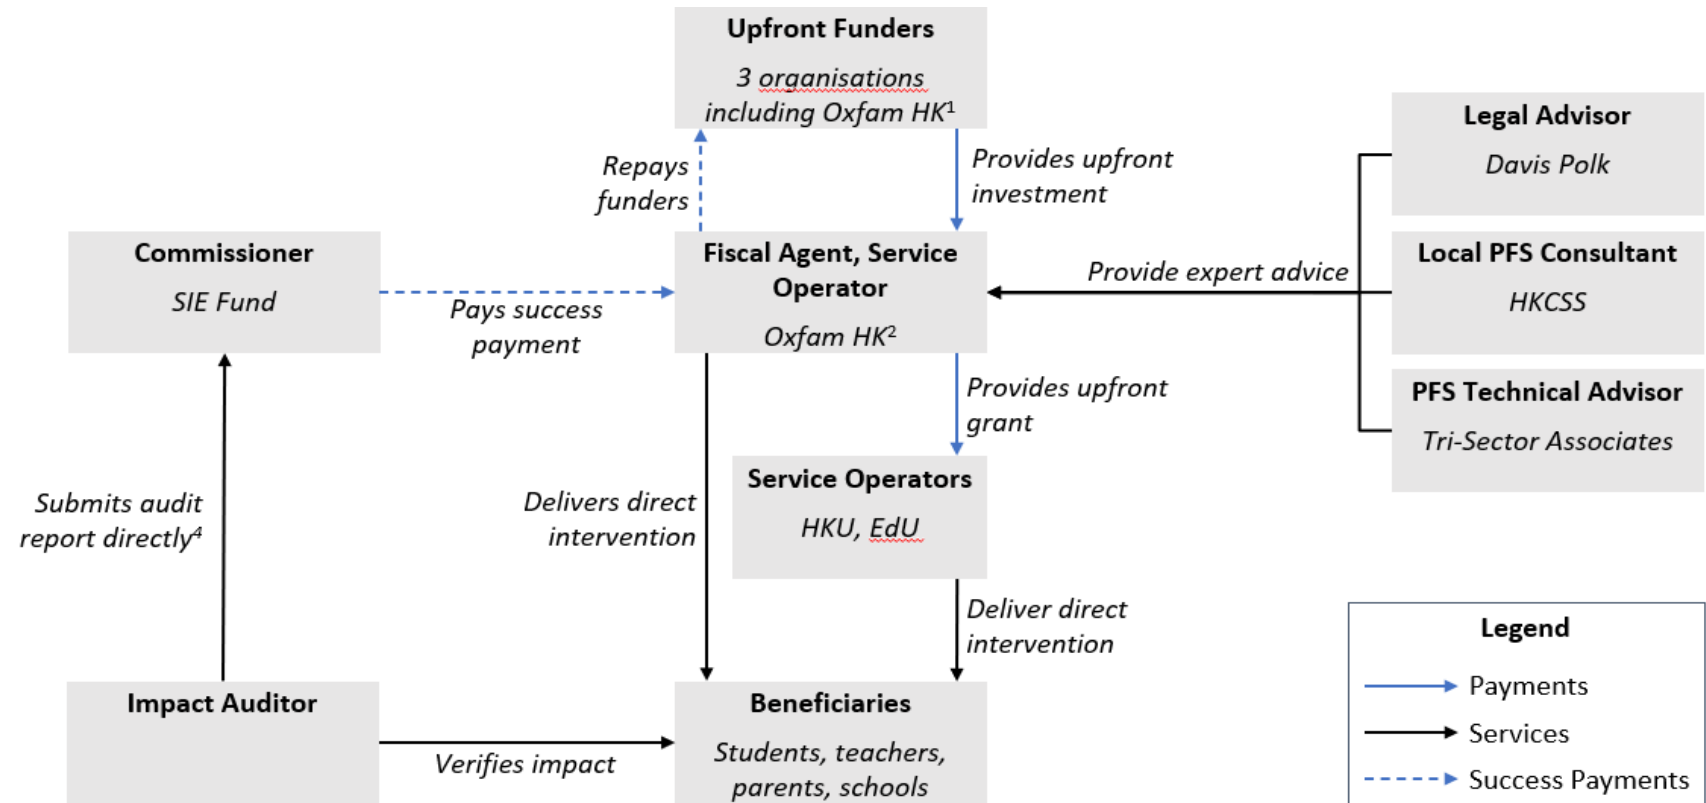 Upfront Funders
3 organisations
including Oxfam HK¹
Repays
funders
Provides upfront
investment
Legal Advisor
Davis Polk
Commissioner
SIE Fund
Pays success
payment
Fiscal Agent, Service
Operator
Oxfam HK²
Provide expert advice
Local PFS Consultant
HKCSS
PFS Technical Advisor
Tri-Sector Associates
Provides upfront
grant
Submits audit
report directly⁴
Delivers direct
intervention
Service Operators
HKU, EdU
Deliver direct
intervention
Impact Auditor
Verifies impact
Beneficiaries
Students, teachers,
parents, schools
Legend
Payments
Services
Success Payments